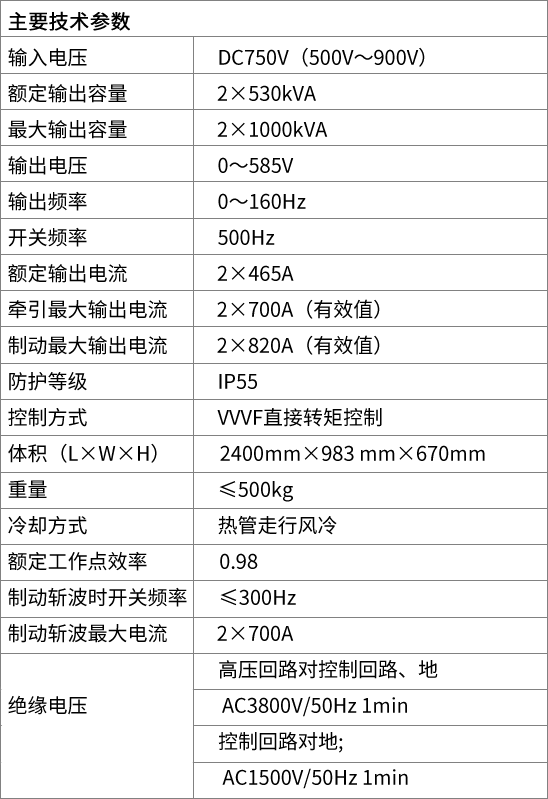 主要技术参数
输入电压 DC750V（500V～900V）
额定输出容量 2×530kVA
最大输出容量 2×1000kVA
输出电压 0～585V
输出频率 0～160Hz
开关频率 500Hz
额定输出电流 2×465A
牵引最大输出电流 2×700A（有效值）
制动最大输出电流 2×820A（有效值）
防护等级 IP55
控制方式 VVVF直接转矩控制
体积（L×W×H） 2400mm×983 mm×670mm
重量 ≤500kg
冷却方式 热管走行风冷
额定工作点效率 0.98
制动斩波时开关频率 ≤300Hz
制动斩波最大电流 2×700A
绝缘电压
高压回路对控制回路、地
AC3800V/50Hz 1min
控制回路对地;
AC1500V/50Hz 1min